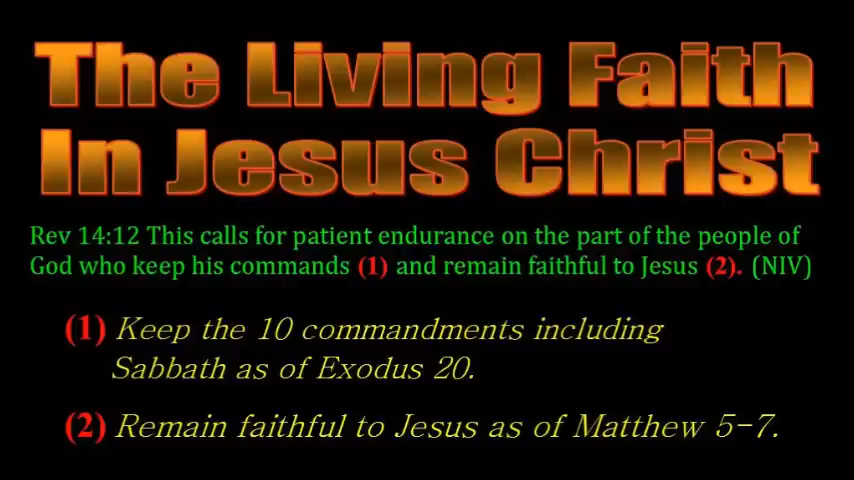 The Living Faith
In Jesus Christ
Rev 14:12 This calls for patient endurance on the part of the people of
God who keep his commands (1) and remain faithful to Jesus (2). (NIV)
(1) Keep the 10 commandments including
Sabbath as of Exodus 20.
(2) Remain faithful to Jesus as of Matthew 5-7.